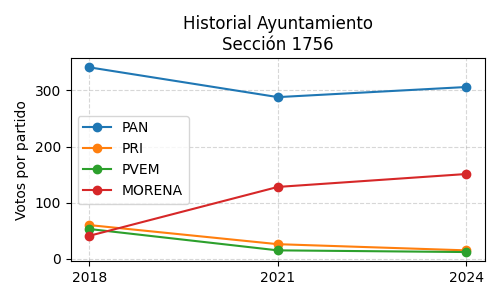 Historial Ayuntamiento
Sección 1756
Votos por partido
300
200
100
0
PAN
PRI
PVEM
MORENA
2018
2021
2024